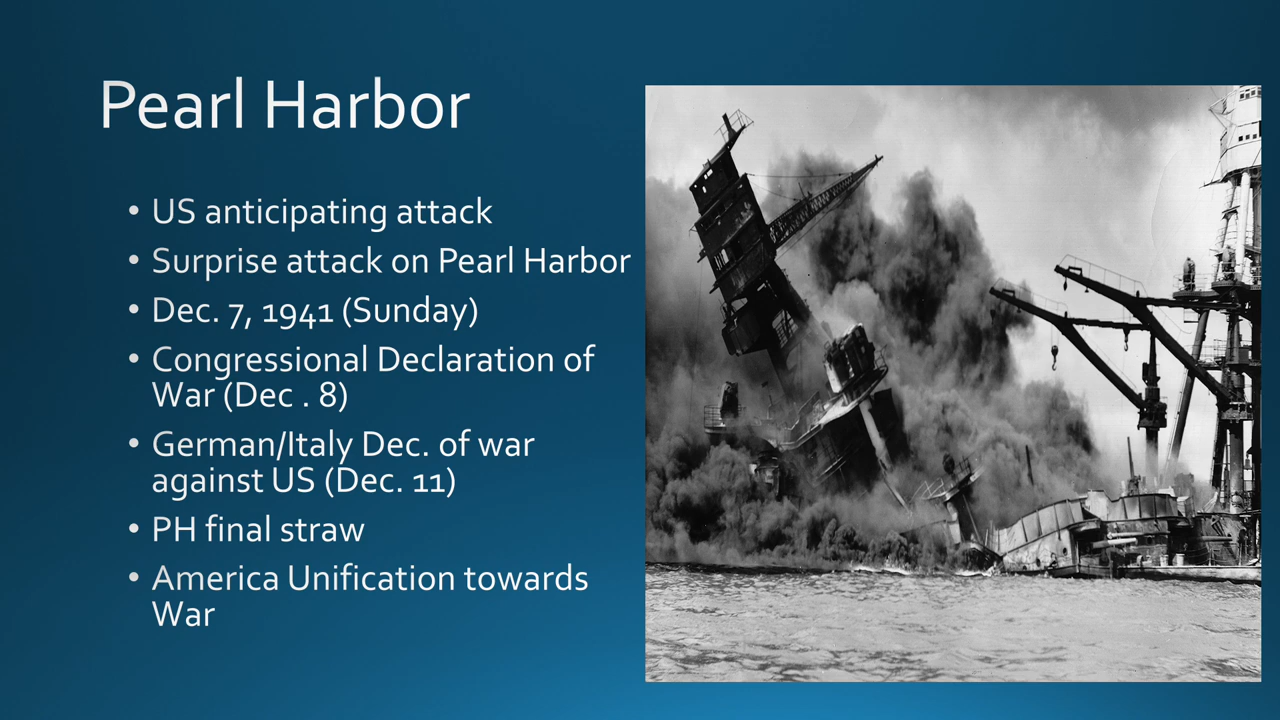 Pearl Harbor
• US anticipating attack
• Surprise attack on Pearl Harbor
• Dec. 7, 1941 (Sunday)
• Congressional Declaration of
War (Dec . 8)
• German/Italy Dec. of war
against US (Dec. 11)
• PH final straw
• America Unification towards
War